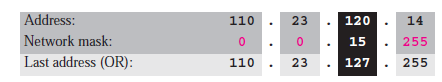 Address: 110 . 23 . 120 . 14
Network mask: 0 . 0 . 15 . 255
Last address (OR): 110 . 23 . 127 . 255